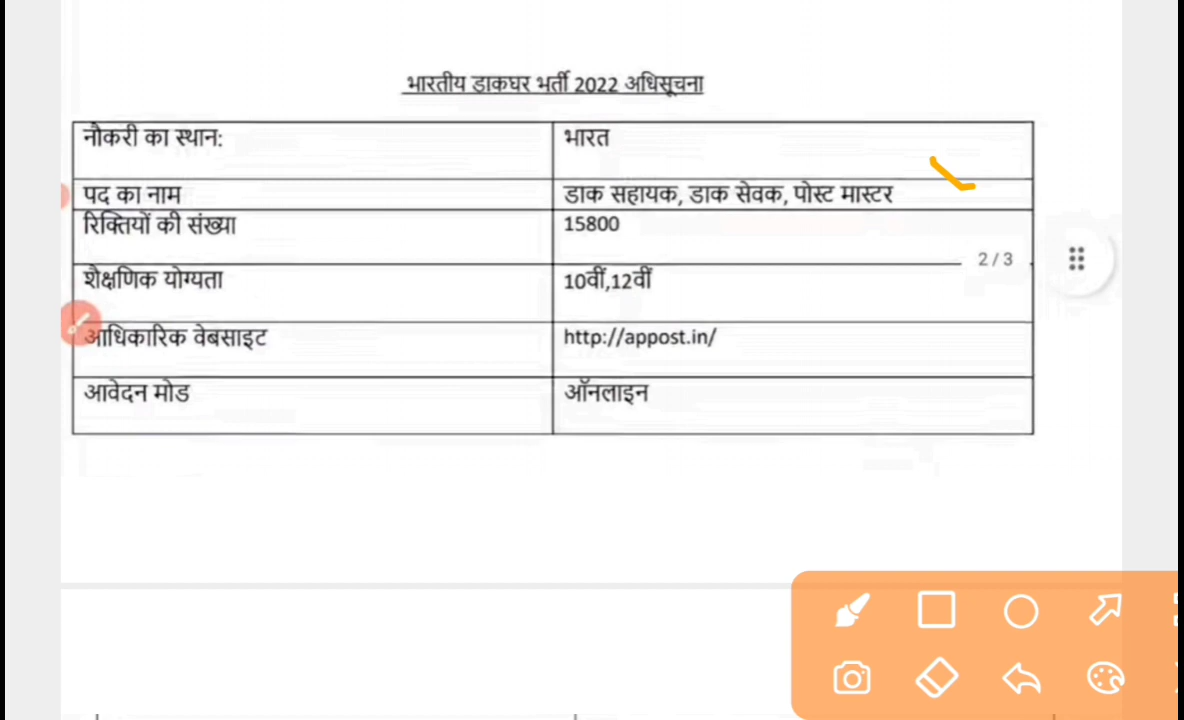 भारतीय डाकघर भर्ती 2022 अधिसूचना
नौकरी का स्थान: भारत
पद का नाम डाक सहायक, डाक सेवक, पोस्ट मास्टर
रिक्तियों की संख्या 15800
2/3
शैक्षणिक योग्यता 10वीं,12वीं
आधिकारिक वेबसाइट http://appost.in/
आवेदन मोड ऑनलाइन